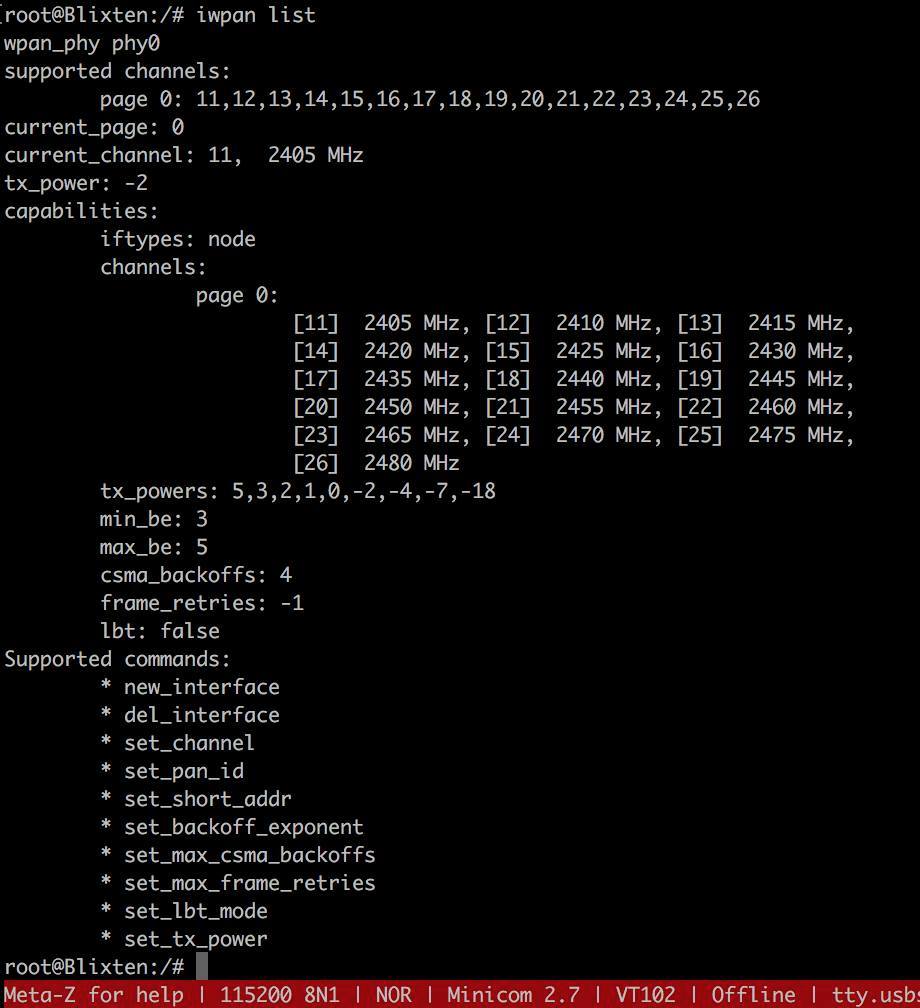 root@Blixten:/# iwpan list
wpan_phy phy0
supported channels:
page 0: 11,12,13,14,15,16,17,18,19,20,21,22,23,24,25,26
current_page: 0
current_channel: 11,  2405 MHz
tx_power: -2
capabilities:
iftypes: node
channels:
page 0:
[11]  2405 MHz, [12]  2410 MHz, [13]  2415 MHz,
[14]  2420 MHz, [15]  2425 MHz, [16]  2430 MHz,
[17]  2435 MHz, [18]  2440 MHz, [19]  2445 MHz,
[20]  2450 MHz, [21]  2455 MHz, [22]  2460 MHz,
[23]  2465 MHz, [24]  2470 MHz, [25]  2475 MHz,
[26]  2480 MHz
tx_powers: 5,3,2,1,0,-2,-4,-7,-18
min_be: 3
max_be: 5
csma_backoffs: 4
frame_retries: -1
lbt: false
Supported commands:
* new_interface
* del_interface
* set_channel
* set_pan_id
* set_short_addr
* set_backoff_exponent
* set_max_csma_backoffs
* set_max_frame_retries
* set_lbt_mode
* set_tx_power
root@Blixten:/#
Meta-Z for help | 115200 8N1 | NOR | Minicom 2.7 | VT102 | Offline | tty.usb